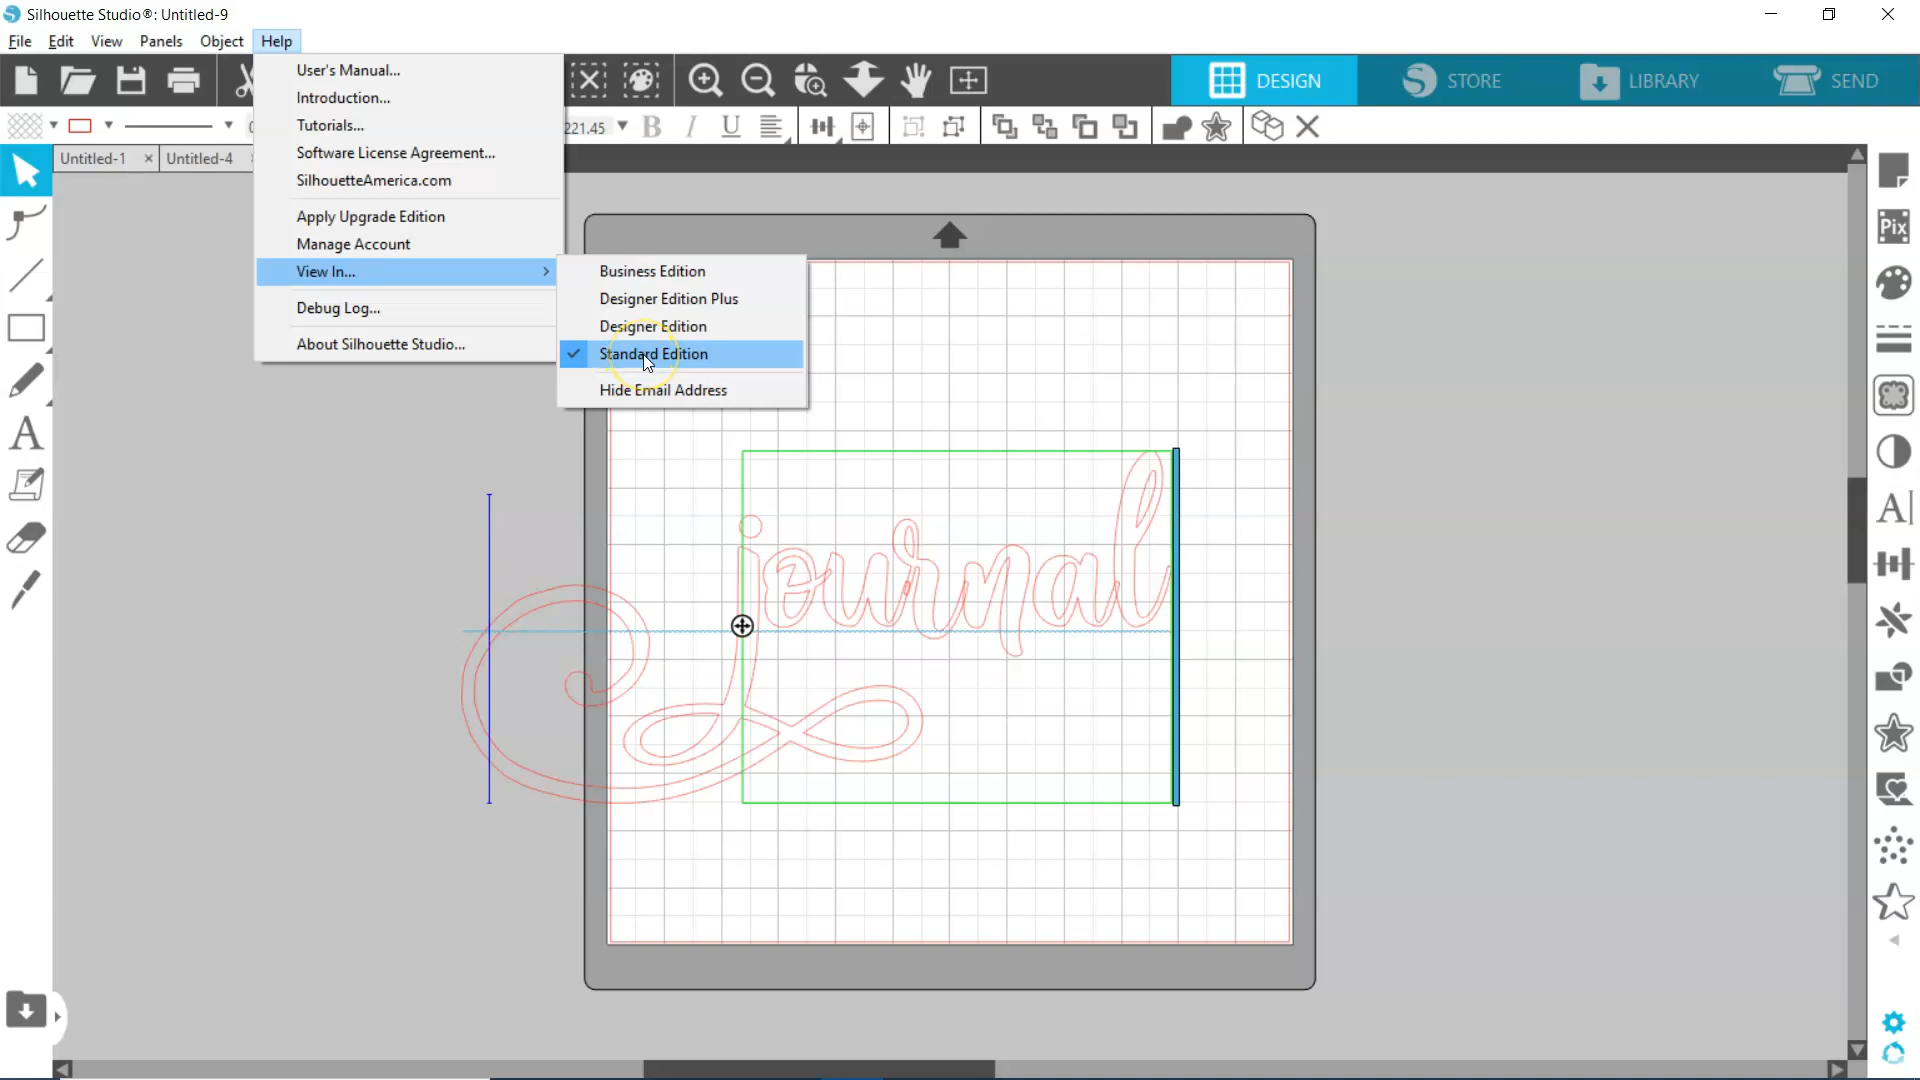 Silhouette Studio®: Untitled-9
File Edit View Panels Object Help
User's Manual...
Introduction...
Tutorials...
Software License Agreement...
SilhouetteAmerica.com
Apply Upgrade Edition
Manage Account
View In...
Debug Log...
About Silhouette Studio...
Business Edition
Designer Edition Plus
Designer Edition
Standard Edition
Hide Email Address
DESIGN
STORE
LIBRARY
SEND
221.45
B I U
Untitled-1
Untitled-4
Pix
A
A
journal